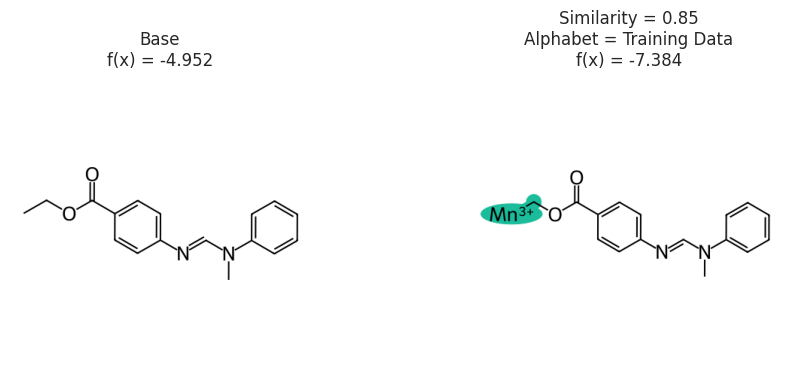 Base
f(x) = -4.952
Similarity = 0.85
Alphabet = Training Data
f(x) = -7.384
O
O
N
N
Mn³⁺
O
O
N
N